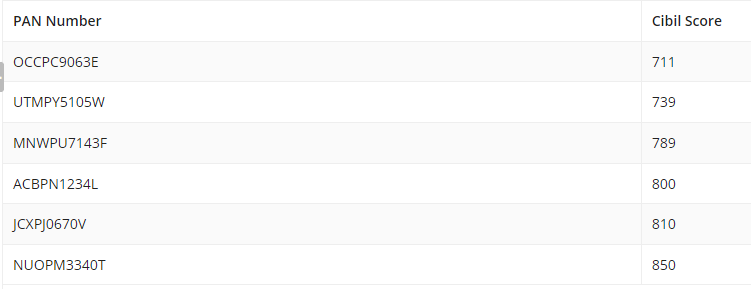 PAN Number Cibil Score
OCCPC9063E 711
UTMPY5105W 739
MNWPU7143F 789
ACBPN1234L 800
JCXPJ0670V 810
NUOPM3340T 850